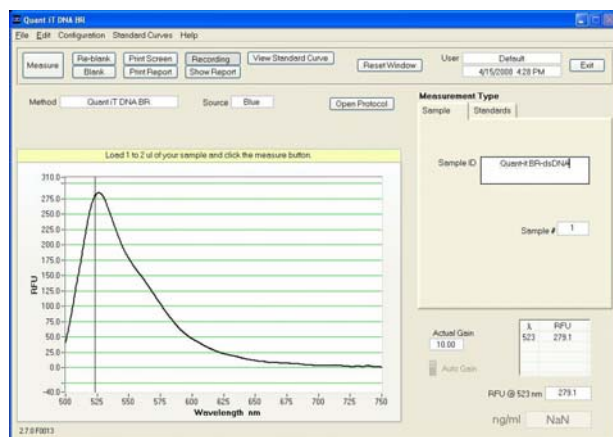 Quant iT DNA BR
File Edit Configuration Standard Curves Help
Measure
Re-blank
Blank
Print Screen
Print Report
Recording
Show Report
View Standard Curve
Reset Window
User
Default
4/15/2008 4:28 PM
Exit
Method
Quant iT DNA BR
Source
Blue
Open Protocol
Measurement Type
Sample
Standards
Load 1 to 2 ul of your sample and click the measure button.
Sample ID
Quant-it BR-dsDNA
Sample #
1
RFU
310.0
275.0
250.0
225.0
200.0
175.0
150.0
125.0
100.0
75.0
50.0
25.0
0.0
-40.0
500 525 550 575 600 625 650 675 700 725 750
Wavelength nm
Actual Gain
10.00
Auto Gain
λ RFU
523 279.1
RFU @ 523 nm
279.1
ng/ml
NaN
2.7.0 F0013